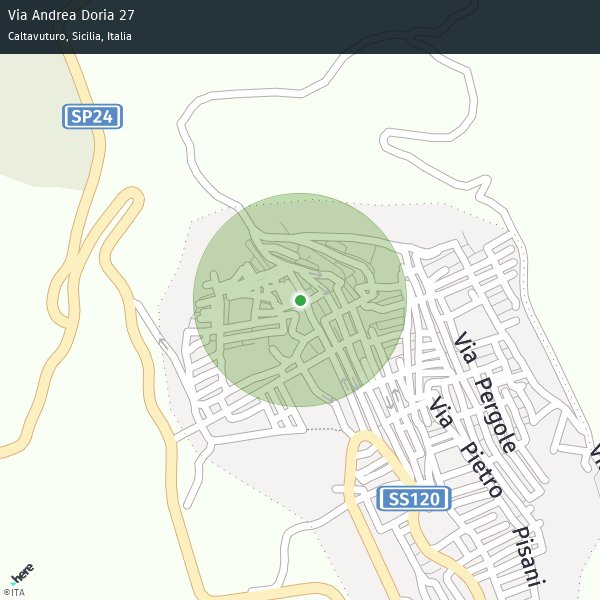 Via Andrea Doria 27
Caltavuturo, Sicilia, Italia
SP24
Via Pergole
Via Pietro Pisani
SS120
here
©ITA